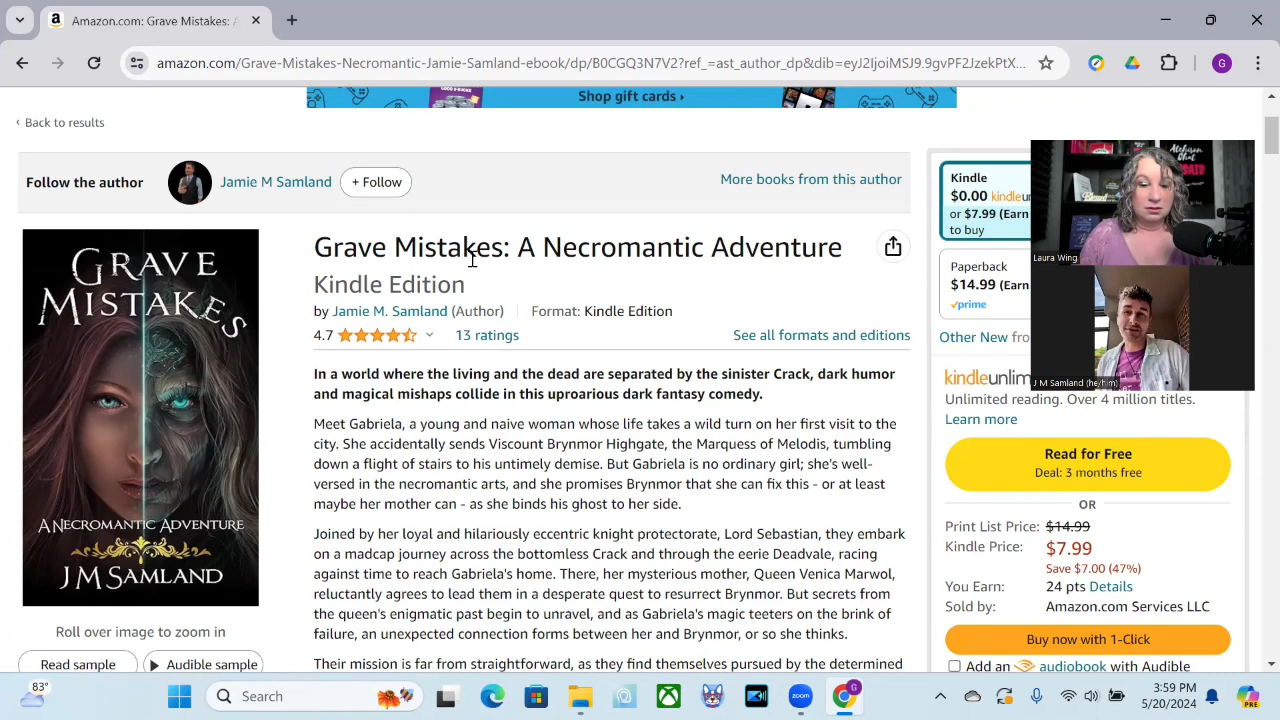 Amazon.com: Grave Mistakes: A
amazon.com/Grave-Mistakes-Necromantic-Jamie-Samland-ebook/dp/B0CGQ3N7V2?ref_=ast_author_dp&dib=eyJ2IjoiMSJ9.9gvPF2JzekPtX...
G
Shop gift cards ›
‹ Back to results
Follow the author
Jamie M Samland
+ Follow
More books from this author
GRAVE
MISTAKES
A NECROMANTIC ADVENTURE
J M SAMLAND
Roll over image to zoom in
Read sample
Audible sample
Grave Mistakes: A Necromantic Adventure
Kindle Edition
by Jamie M. Samland (Author) Format: Kindle Edition
4.7 13 ratings
See all formats and editions
In a world where the living and the dead are separated by the sinister Crack, dark humor
and magical mishaps collide in this uproarious dark fantasy comedy.
Meet Gabriela, a young and naive woman whose life takes a wild turn on her first visit to the
city. She accidentally sends Viscount Brynmor Highgate, the Marquess of Melodis, tumbling
down a flight of stairs to his untimely demise. But Gabriela is no ordinary girl; she's well-
versed in the necromantic arts, and she promises Brynmor that she can fix this - or at least
maybe her mother can - as she binds his ghost to her side.
Joined by her loyal and hilariously eccentric knight protectorate, Lord Sebastian, they embark
on a madcap journey across the bottomless Crack and through the eerie Deadvale, racing
against time to reach Gabriela's home. There, her mysterious mother, Queen Venica Marwol,
reluctantly agrees to lead them in a desperate quest to resurrect Brynmor. But secrets from
the queen's enigmatic past begin to unravel, and as Gabriela's magic teeters on the brink of
failure, an unexpected connection forms between her and Brynmor, or so she thinks.
Their mission is far from straightforward, as they find themselves pursued by the determined
Kindle
$0.00 kindleun
or $7.99 (Earn
to buy
Paperback
$14.99 (Earn
prime
Other New fro
Atchison
Chat
Laura Wing
J M Samland (he/him)
kindleunlim
Unlimited reading. Over 4 million titles.
Learn more
Read for Free
Deal: 3 months free
OR
Print List Price: $14.99
Kindle Price: $7.99
Save $7.00 (47%)
You Earn: 24 pts Details
Sold by: Amazon.com Services LLC
Buy now with 1-Click
Add an audiobook with Audible
83°
Search
zoom
G
3:59 PM
5/20/2024
PRE